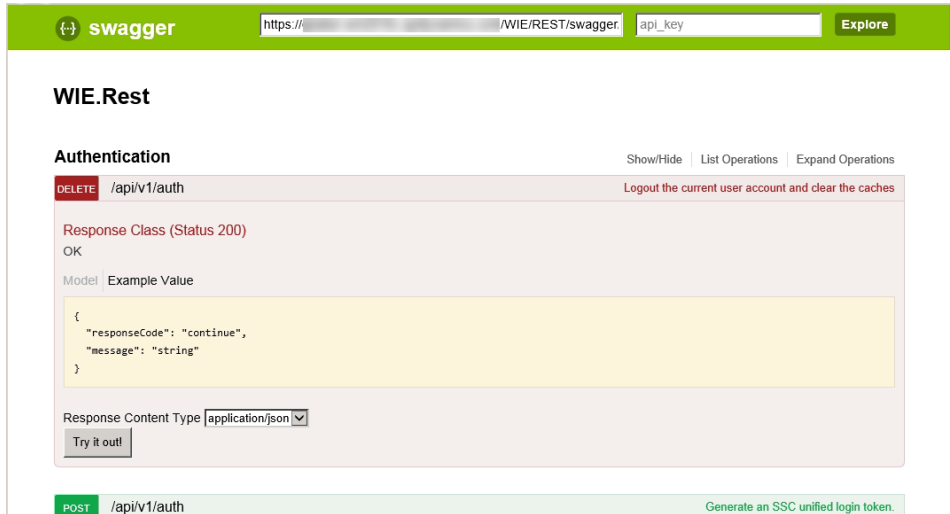 {··} swagger https:// /WIE/REST/swagger. api_key Explore
WIE.Rest
Authentication Show/Hide List Operations Expand Operations
DELETE /api/v1/auth Logout the current user account and clear the caches
Response Class (Status 200)
OK
Model Example Value
{
"responseCode": "continue",
"message": "string"
}
Response Content Type application/json
Try it out!
POST /api/v1/auth Generate an SSC unified login token.